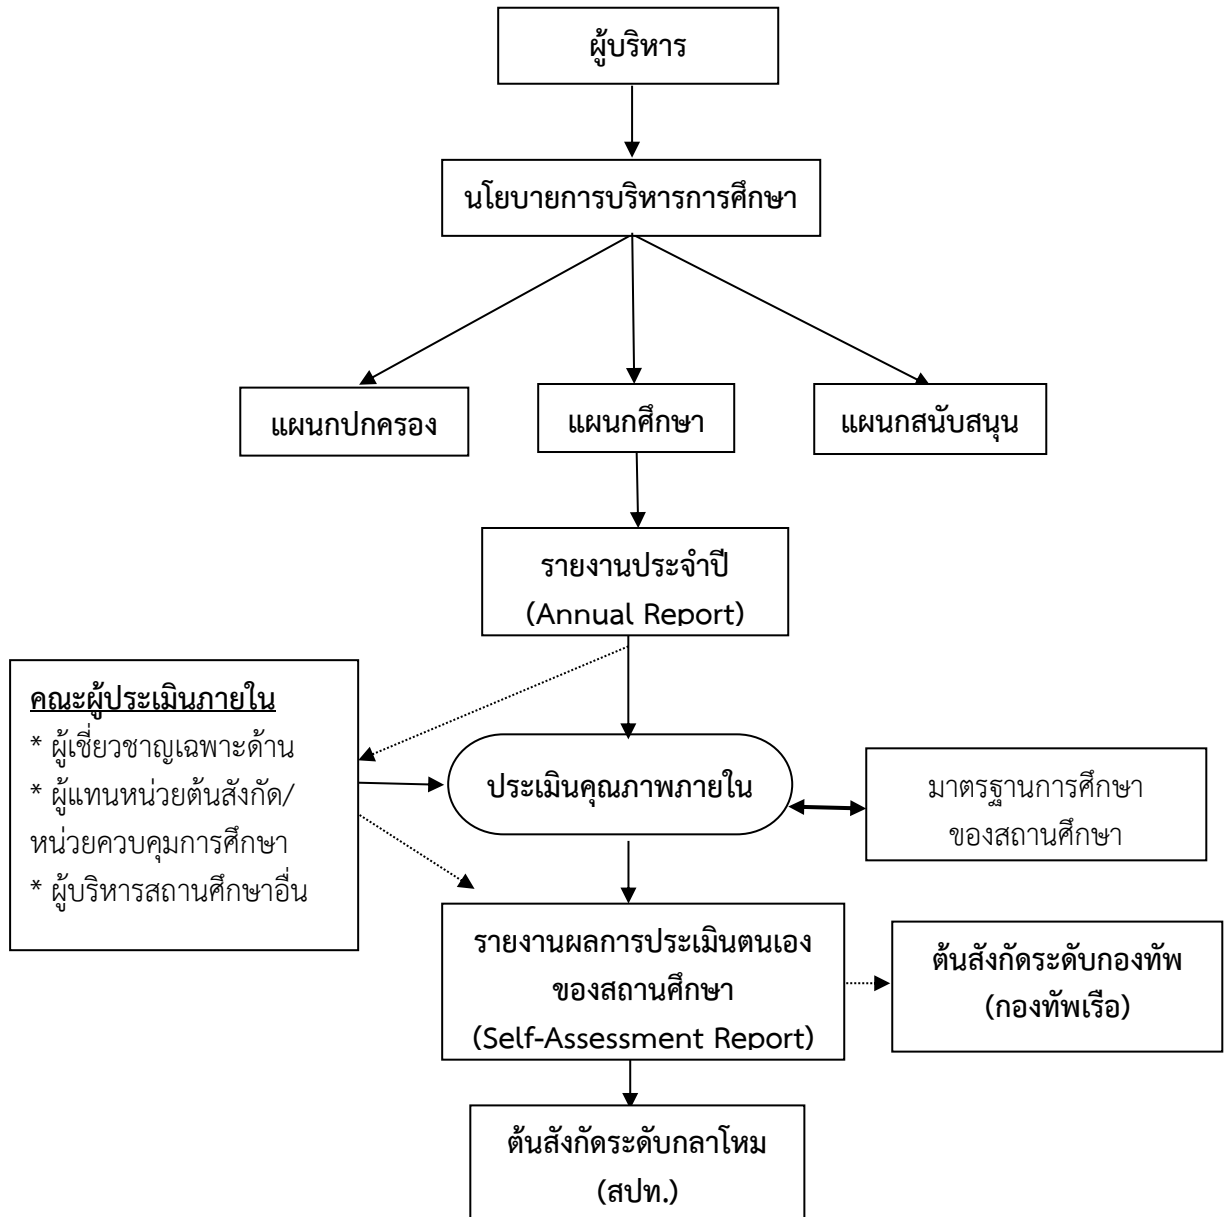 ผู้บริหาร
นโยบายการบริหารการศึกษา
แผนกปกครอง
แผนกศึกษา
แผนกสนับสนุน
รายงานประจำปี
(Annual Report)
คณะผู้ประเมินภายใน
* ผู้เชี่ยวชาญเฉพาะด้าน
* ผู้แทนหน่วยต้นสังกัด/
หน่วยควบคุมการศึกษา
* ผู้บริหารสถานศึกษาอื่น
ประเมินคุณภาพภายใน
มาตรฐานการศึกษา
ของสถานศึกษา
รายงานผลการประเมินตนเอง
ของสถานศึกษา
(Self-Assessment Report)
ต้นสังกัดระดับกองทัพ
(กองทัพเรือ)
ต้นสังกัดระดับกลาโหม
(สปท.)